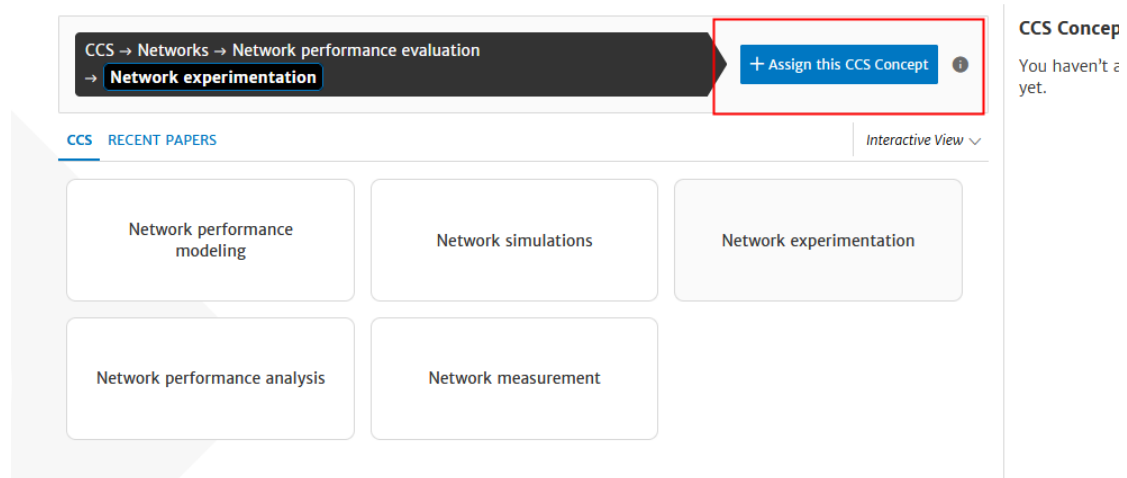 CCS → Networks → Network performance evaluation
→ Network experimentation
+ Assign this CCS Concept
i
CCS Concep
You haven't a
yet.
CCS RECENT PAPERS
Interactive View
Network performance
modeling
Network simulations
Network experimentation
Network performance analysis
Network measurement